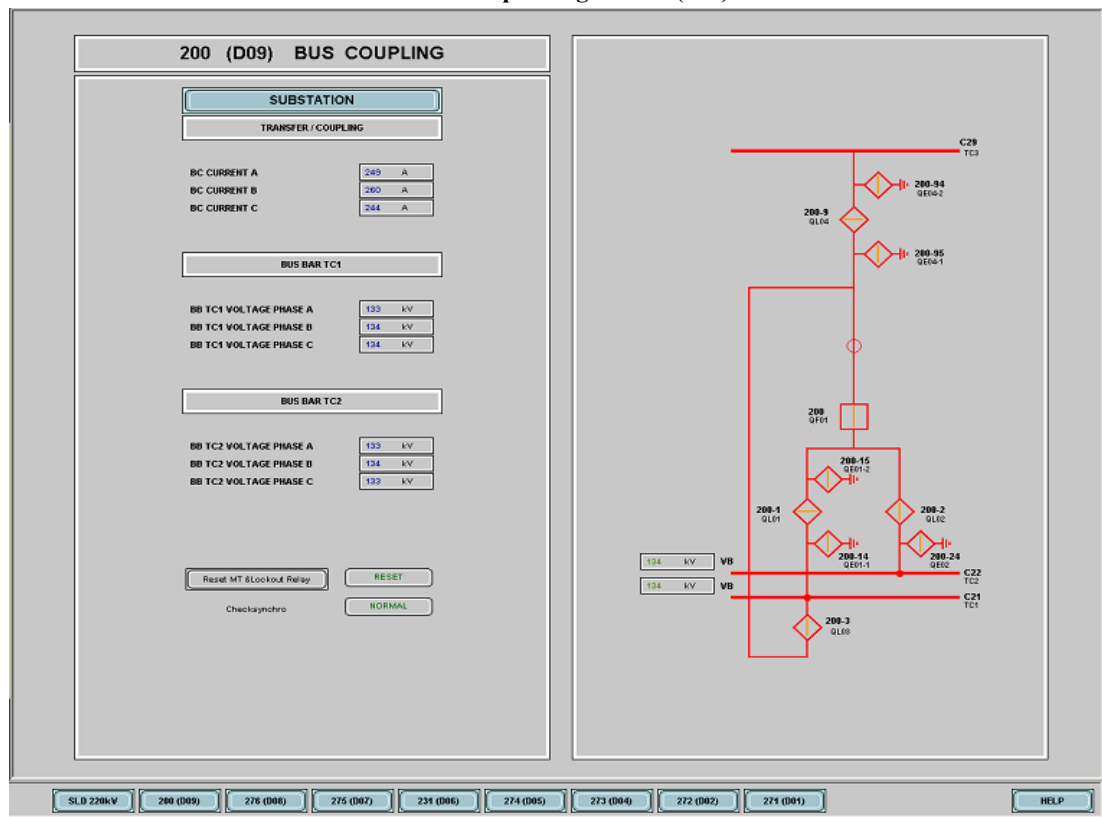 200 (D09) BUS COUPLING
SUBSTATION
TRANSFER / COUPLING
BC CURRENT A 249 A
BC CURRENT B 260 A
BC CURRENT C 244 A
BUS BAR TC1
BB TC1 VOLTAGE PHASE A 133 kV
BB TC1 VOLTAGE PHASE B 134 kV
BB TC1 VOLTAGE PHASE C 134 kV
BUS BAR TC2
BB TC2 VOLTAGE PHASE A 133 kV
BB TC2 VOLTAGE PHASE B 134 kV
BB TC2 VOLTAGE PHASE C 133 kV
Reset MT &Lockout Relay RESET
Checksynchro NORMAL
C29
TC3
200-94
QE04-2
200-9
QL04
200-95
QE04-1
200
QF01
200-15
QE01-2
200-1
QL01
200-2
QL02
200-14
QE01-1
200-24
QE02
134 kV VB
C22
TC2
134 kV VB
C21
TC1
200-3
QL03
SLD 220kV
200 (D09)
276 (D08)
275 (D07)
231 (D06)
274 (D05)
273 (D04)
272 (D02)
271 (D01)
HELP